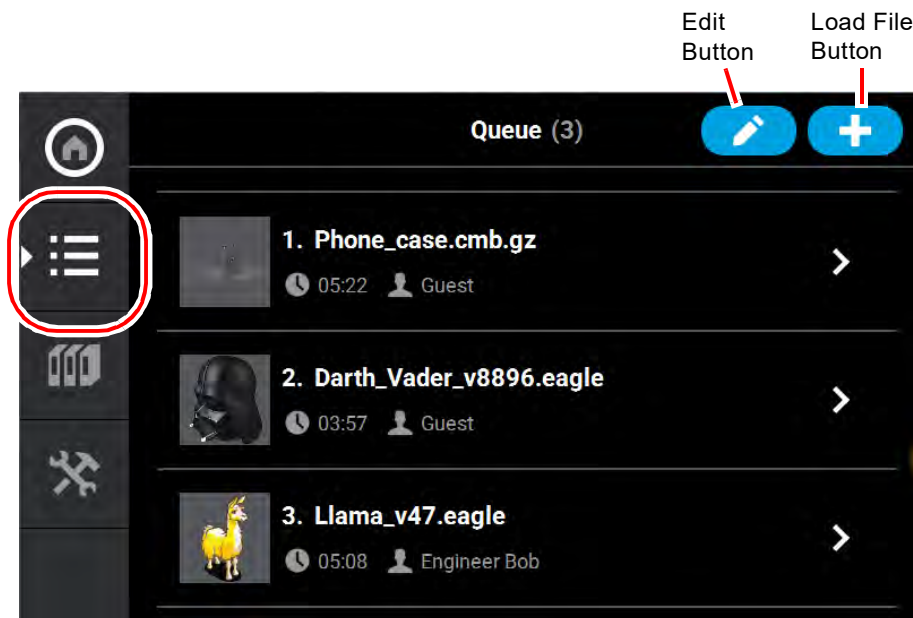 Edit
Button
Load File
Button
Queue (3)
1. Phone_case.cmb.gz
05:22 Guest
2. Darth_Vader_v8896.eagle
03:57 Guest
3. Llama_v47.eagle
05:08 Engineer Bob